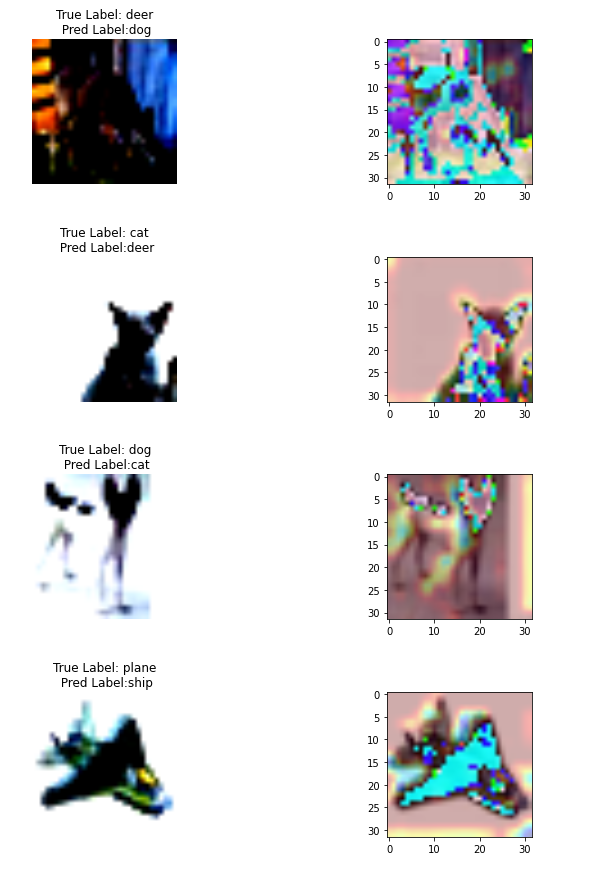 True Label: deer
Pred Label:dog
0
5
10
15
20
25
30
0 10 20 30
True Label: cat
Pred Label:deer
0
5
10
15
20
25
30
0 10 20 30
True Label: dog
Pred Label:cat
0
5
10
15
20
25
30
0 10 20 30
True Label: plane
Pred Label:ship
0
5
10
15
20
25
30
0 10 20 30